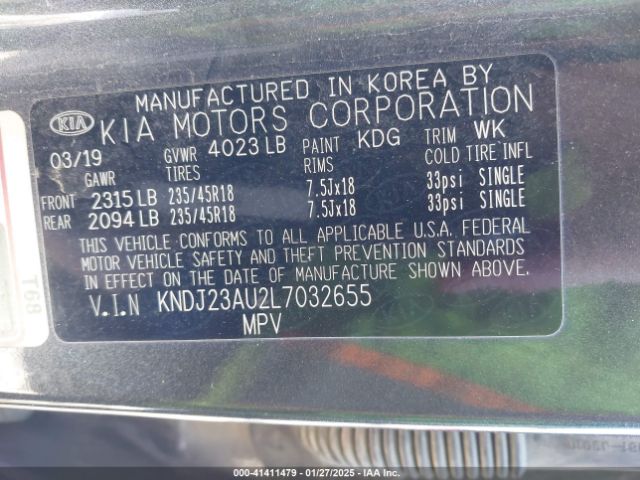 MANUFACTURED IN KOREA BY
KIA KIA MOTORS CORPORATION
03/19 GVWR 4023 LB PAINT KDG TRIM WK
GAWR TIRES RIMS COLD TIRE INFL
FRONT 2315 LB 235/45R18 7.5Jx18 33psi SINGLE
REAR 2094 LB 235/45R18 7.5Jx18 33psi SINGLE
THIS VEHICLE CONFORMS TO ALL APPLICABLE U.S.A. FEDERAL
MOTOR VEHICLE SAFETY AND THEFT PREVENTION STANDARDS
IN EFFECT ON THE DATE OF MANUFACTURE SHOWN ABOVE.
V.I.N KNDJ23AU2L7032655
MPV
T68
000-41411479 - 01/27/2025 - IAA Inc.